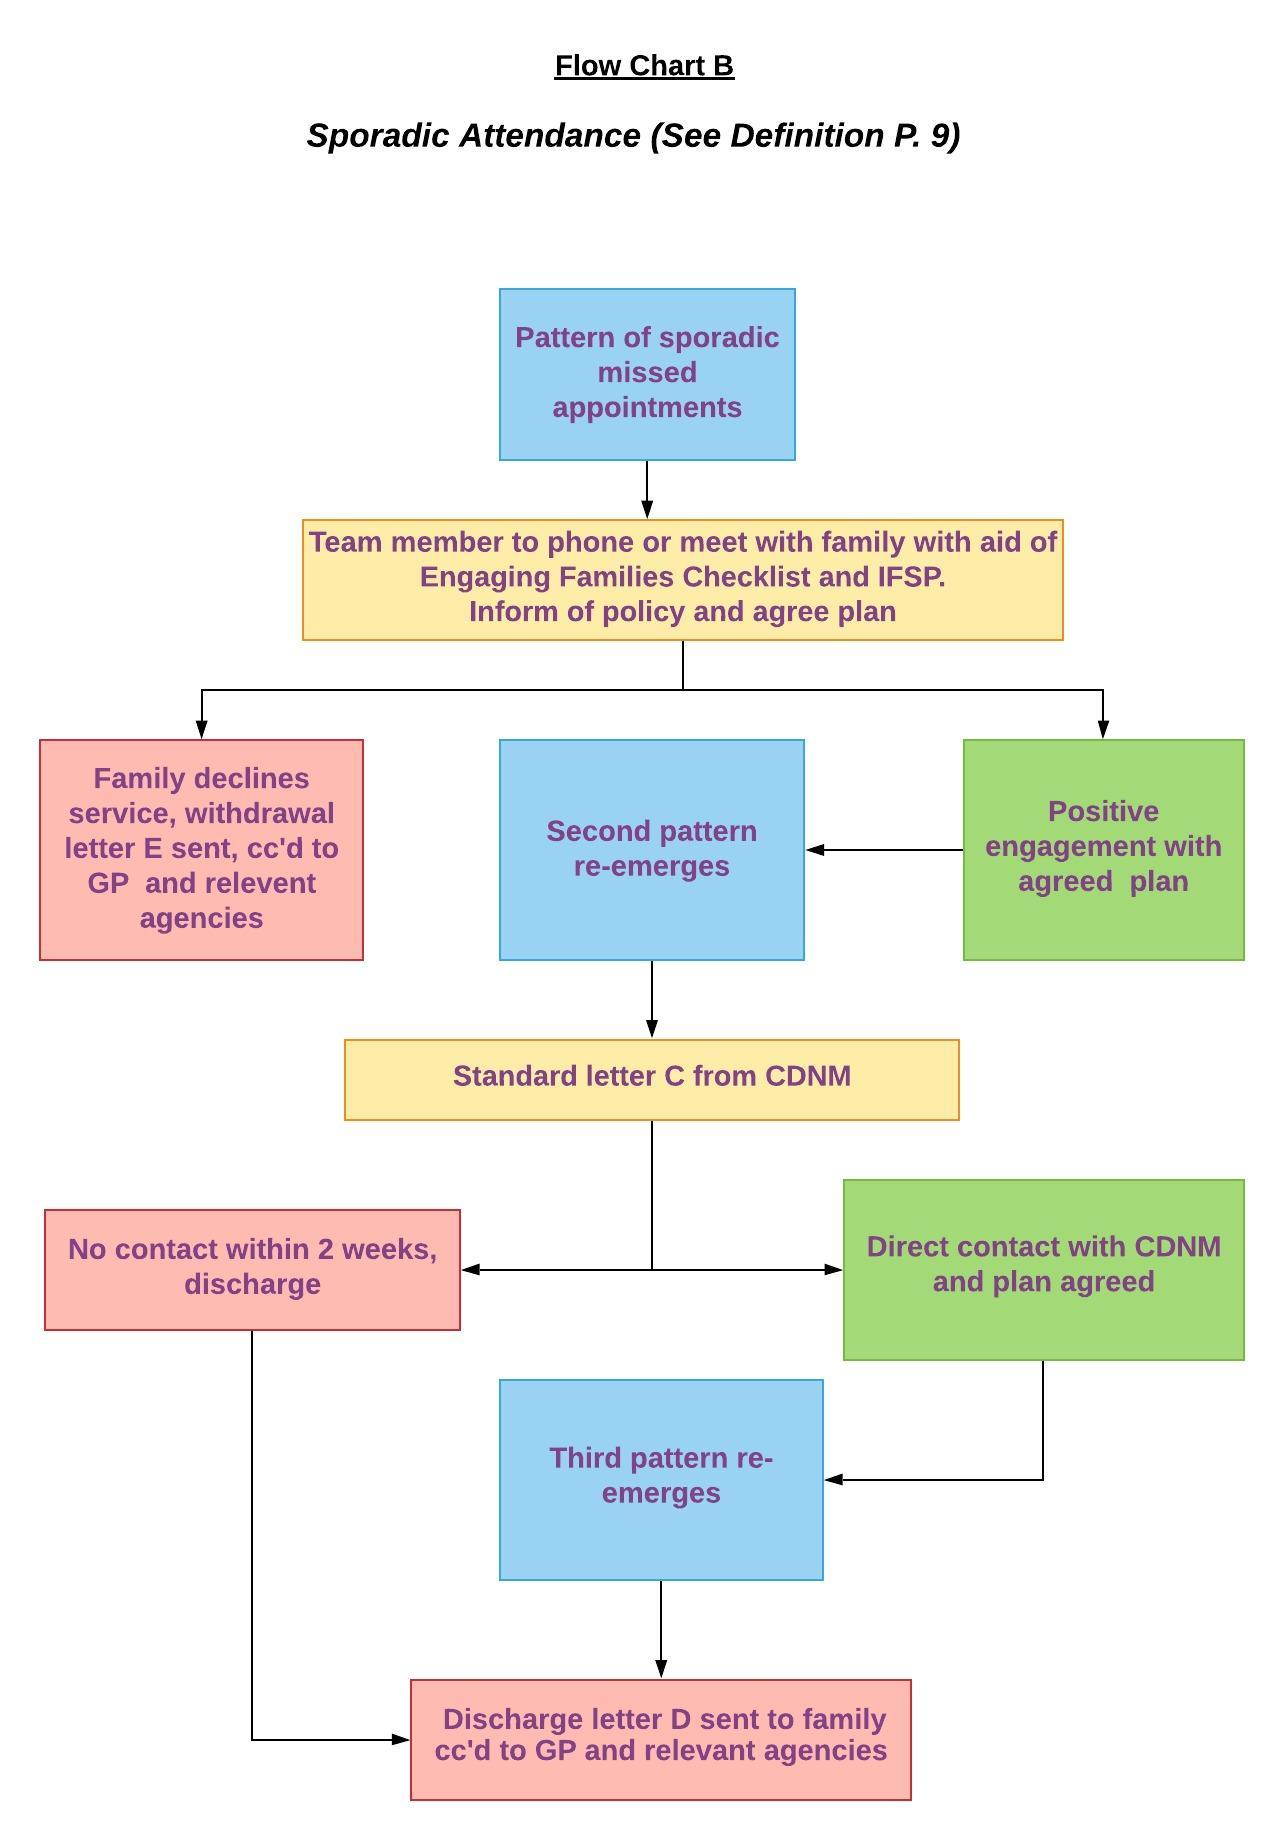 Flow Chart B
Sporadic Attendance (See Definition P. 9)
Pattern of sporadic
missed
appointments
Team member to phone or meet with family with aid of
Engaging Families Checklist and IFSP.
Inform of policy and agree plan
Family declines
service, withdrawal
letter E sent, cc'd to
GP  and relevent
agencies
Second pattern
re-emerges
Positive
engagement with
agreed  plan
Standard letter C from CDNM
No contact within 2 weeks,
discharge
Direct contact with CDNM
and plan agreed
Third pattern re-
emerges
Discharge letter D sent to family
cc'd to GP and relevant agencies